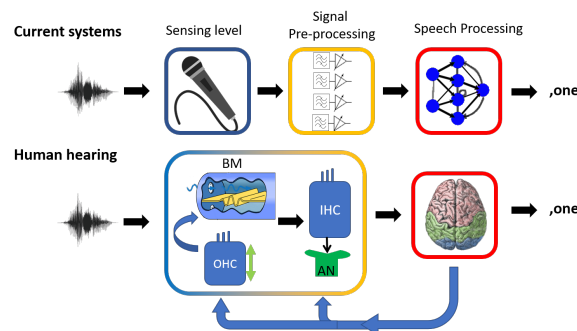 Current systems
Sensing level
Signal
Pre-processing
Speech Processing
,one
Human hearing
BM
IHC
OHC
AN
,one